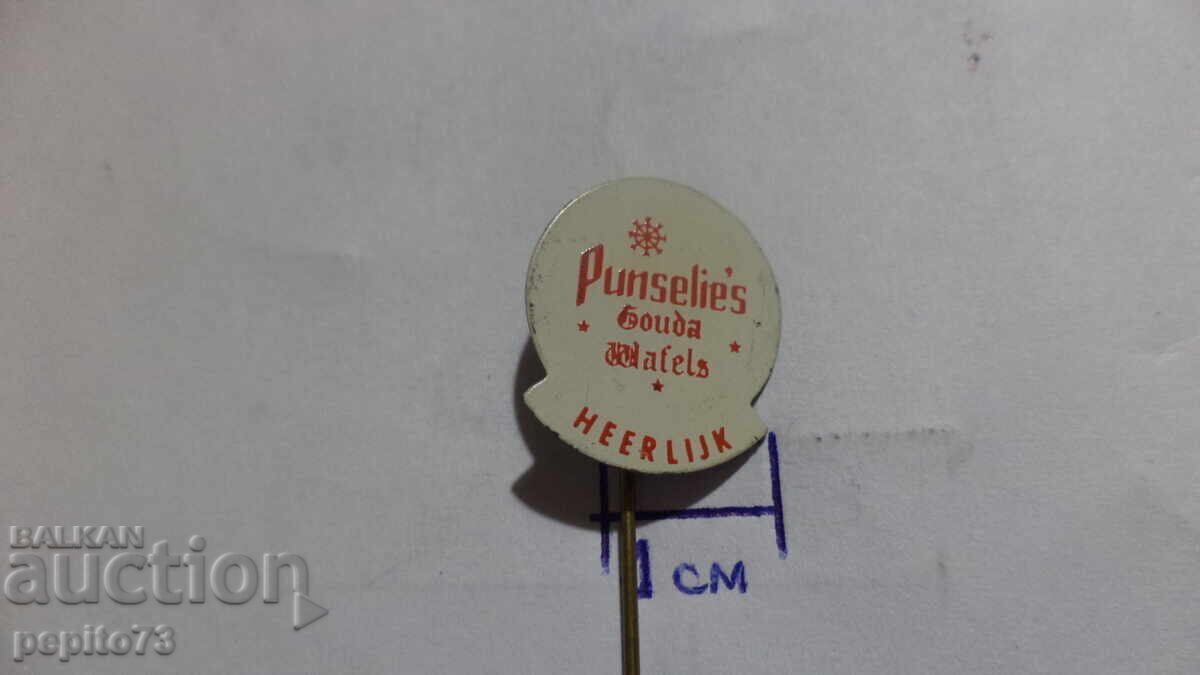 Punselie's
Gouda
Wafels
HEERLIJK
1 CM
BALKAN
auction
pepito73